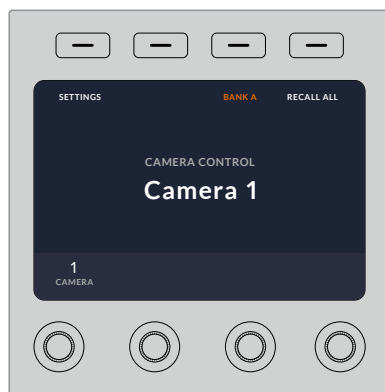 SETTINGS BANK A RECALL ALL
CAMERA CONTROL
Camera 1
1
CAMERA